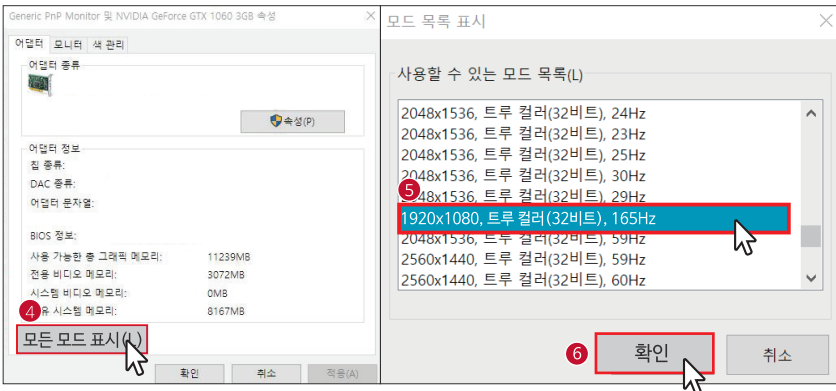 Generic PnP Monitor 및 NVIDIA GeForce GTX 1060 3GB 속성
어댑터 모니터 색 관리
어댑터 종류
속성(P)
어댑터 정보
칩 종류:
DAC 종류:
어댑터 문자열:
BIOS 정보:
사용 가능한 총 그래픽 메모리: 11239MB
전용 비디오 메모리: 3072MB
시스템 비디오 메모리: 0MB
4
유 시스템 메모리: 8167MB
모든 모드 표시(L)
확인 취소 적용(A)
모드 목록 표시
사용할 수 있는 모드 목록(L)
2048x1536, 트루 컬러(32비트), 24Hz
2048x1536, 트루 컬러(32비트), 23Hz
2048x1536, 트루 컬러(32비트), 25Hz
2048x1536, 트루 컬러(32비트), 30Hz
5
2048x1536, 트루 컬러(32비트), 29Hz
1920x1080, 트루 컬러(32비트), 165Hz
2048x1536, 트루 컬러(32비트), 59Hz
2560x1440, 트루 컬러(32비트), 59Hz
2560x1440, 트루 컬러(32비트), 60Hz
6 확인 취소